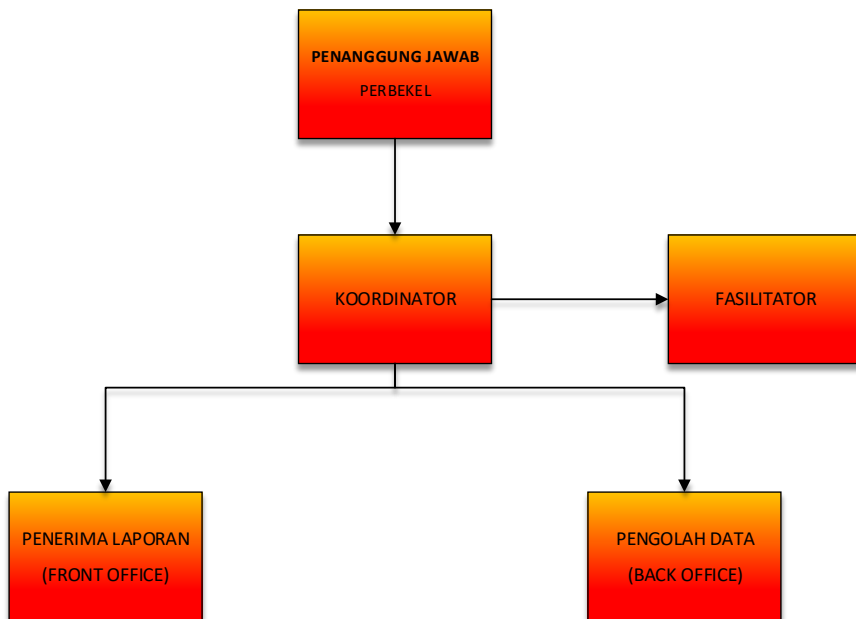 PENANGGUNG JAWAB
PERBEKEL
KOORDINATOR
FASILITATOR
PENERIMA LAPORAN
(FRONT OFFICE)
PENGOLAH DATA
(BACK OFFICE)